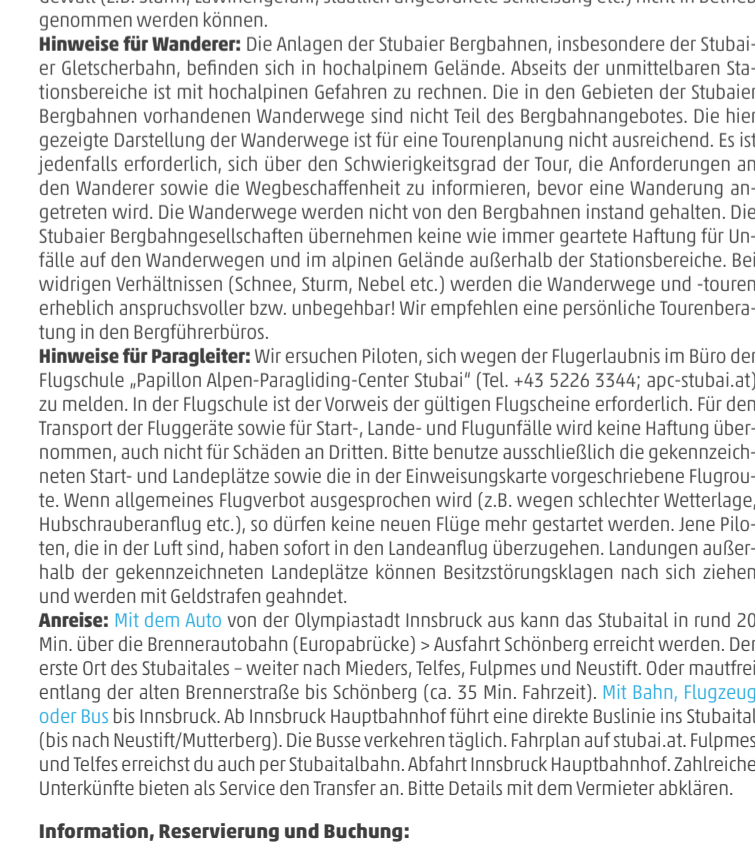 Gewalt (z.B. Sturm, Lawinengefahr, staatlich angeordnete Schließung etc.) nicht in Betrieb
genommen werden können.
Hinweise für Wanderer: Die Anlagen der Stubaier Bergbahnen, insbesondere der Stubai-
er Gletscherbahn, befinden sich in hochalpinem Gelände. Abseits der unmittelbaren Sta-
tionsbereiche ist mit hochalpinen Gefahren zu rechnen. Die in den Gebieten der Stubaier
Bergbahnen vorhandenen Wanderwege sind nicht Teil des Bergbahnangebotes. Die hier
gezeigte Darstellung der Wanderwege ist für eine Tourenplanung nicht ausreichend. Es ist
jedenfalls erforderlich, sich über den Schwierigkeitsgrad der Tour, die Anforderungen an
den Wanderer sowie die Wegbeschaffenheit zu informieren, bevor eine Wanderung an-
getreten wird. Die Wanderwege werden nicht von den Bergbahnen instand gehalten. Die
Stubaier Bergbahngesellschaften übernehmen keine wie immer geartete Haftung für Un-
fälle auf den Wanderwegen und im alpinen Gelände außerhalb der Stationsbereiche. Bei
widrigen Verhältnissen (Schnee, Sturm, Nebel etc.) werden die Wanderwege und -touren
erheblich anspruchsvoller bzw. unbegehbar! Wir empfehlen eine persönliche Tourenbera-
tung in den Bergführerbüros.
Hinweise für Paragleiter: Wir ersuchen Piloten, sich wegen der Flugerlaubnis im Büro der
Flugschule „Papillon Alpen-Paragliding-Center Stubai“ (Tel. +43 5226 3344; apc-stubai.at)
zu melden. In der Flugschule ist der Vorweis der gültigen Flugscheine erforderlich. Für den
Transport der Fluggeräte sowie für Start-, Lande- und Flugunfälle wird keine Haftung über-
nommen, auch nicht für Schäden an Dritten. Bitte benutze ausschließlich die gekennzeich-
neten Start- und Landeplätze sowie die in der Einweisungskarte vorgeschriebene Flugrou-
te. Wenn allgemeines Flugverbot ausgesprochen wird (z.B. wegen schlechter Wetterlage,
Hubschrauberanflug etc.), so dürfen keine neuen Flüge mehr gestartet werden. Jene Pilo-
ten, die in der Luft sind, haben sofort in den Landeanflug überzugehen. Landungen außer-
halb der gekennzeichneten Landeplätze können Besitzstörungsklagen nach sich ziehen
und werden mit Geldstrafen geahndet.
Anreise: Mit dem Auto von der Olympiastadt Innsbruck aus kann das Stubaital in rund 20
Min. über die Brennerautobahn (Europabrücke) > Ausfahrt Schönberg erreicht werden. Der
erste Ort des Stubaitales – weiter nach Mieders, Telfes, Fulpmes und Neustift. Oder mautfrei
entlang der alten Brennerstraße bis Schönberg (ca. 35 Min. Fahrzeit). Mit Bahn, Flugzeug
oder Bus bis Innsbruck. Ab Innsbruck Hauptbahnhof führt eine direkte Buslinie ins Stubaital
(bis nach Neustift/Mutterberg). Die Busse verkehren täglich. Fahrplan auf stubai.at. Fulpmes
und Telfes erreichst du auch per Stubaitalbahn. Abfahrt Innsbruck Hauptbahnhof. Zahlreiche
Unterkünfte bieten als Service den Transfer an. Bitte Details mit dem Vermieter abklären.
Information, Reservierung und Buchung: